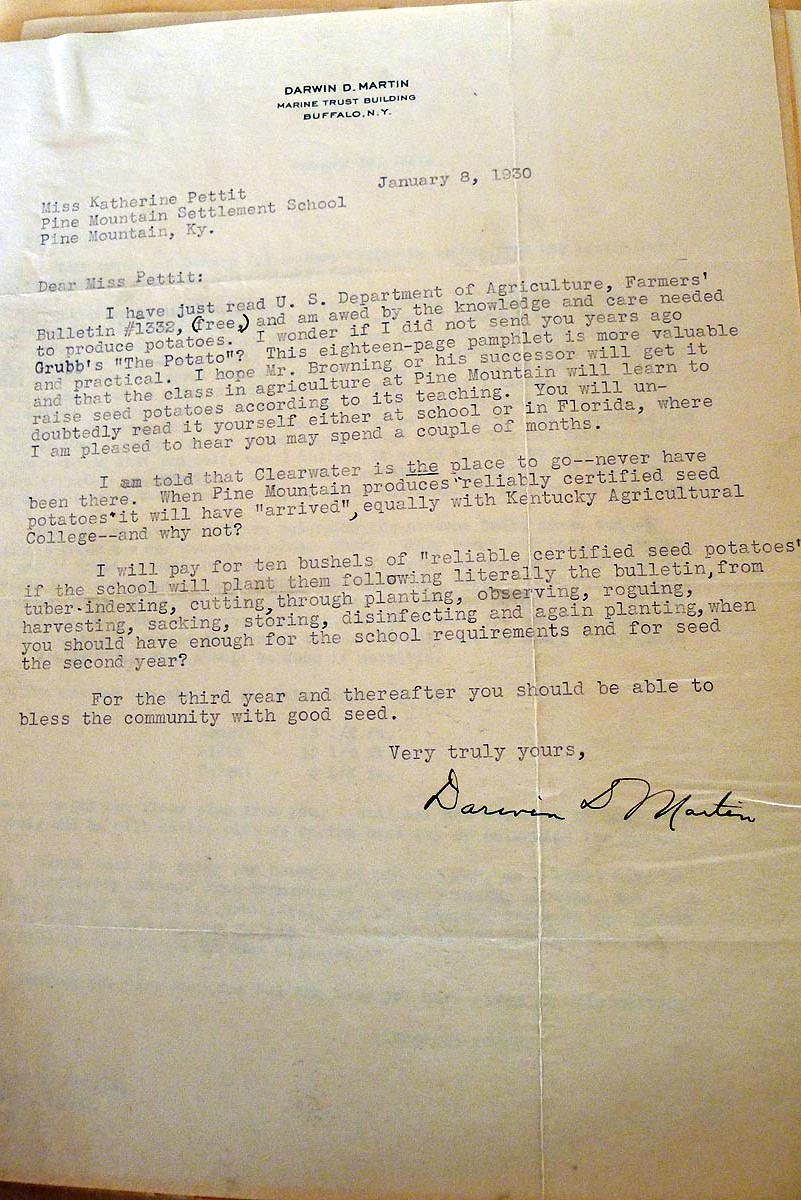 DARWIN D. MARTIN
MARINE TRUST BUILDING
BUFFALO, N.Y.
January 8, 1930
Miss Katherine Pettit
Pine Mountain Settlement School
Pine Mountain, Ky.
Dear Miss Pettit:
I have just read U. S. Department of Agriculture, Farmers'
Bulletin #1332, (free,) and am awed by the knowledge and care needed
to produce potatoes. I wonder if I did not send you years ago
Grubb's "The Potato"? This eighteen-page pamphlet is more valuable
and practical. I hope Mr. Browning or his successor will get it
and that the class in agriculture at Pine Mountain will learn to
raise seed potatoes according to its teaching. You will un-
doubtedly read it yourself either at school or in Florida, where
I am pleased to hear you may spend a couple of months.
I am told that Clearwater is the place to go--never have
been there. When Pine Mountain produces "reliably certified seed
potatoes" it will have "arrived", equally with Kentucky Agricultural
College--and why not?
I will pay for ten bushels of "reliable certified seed potatoes'
if the school will plant them following literally the bulletin, from
tuber-indexing, cutting, through planting, observing, roguing,
harvesting, sacking, storing, disinfecting and again planting, when
you should have enough for the school requirements and for seed
the second year?
For the third year and thereafter you should be able to
bless the community with good seed.
Very truly yours,
Darwin D Martin